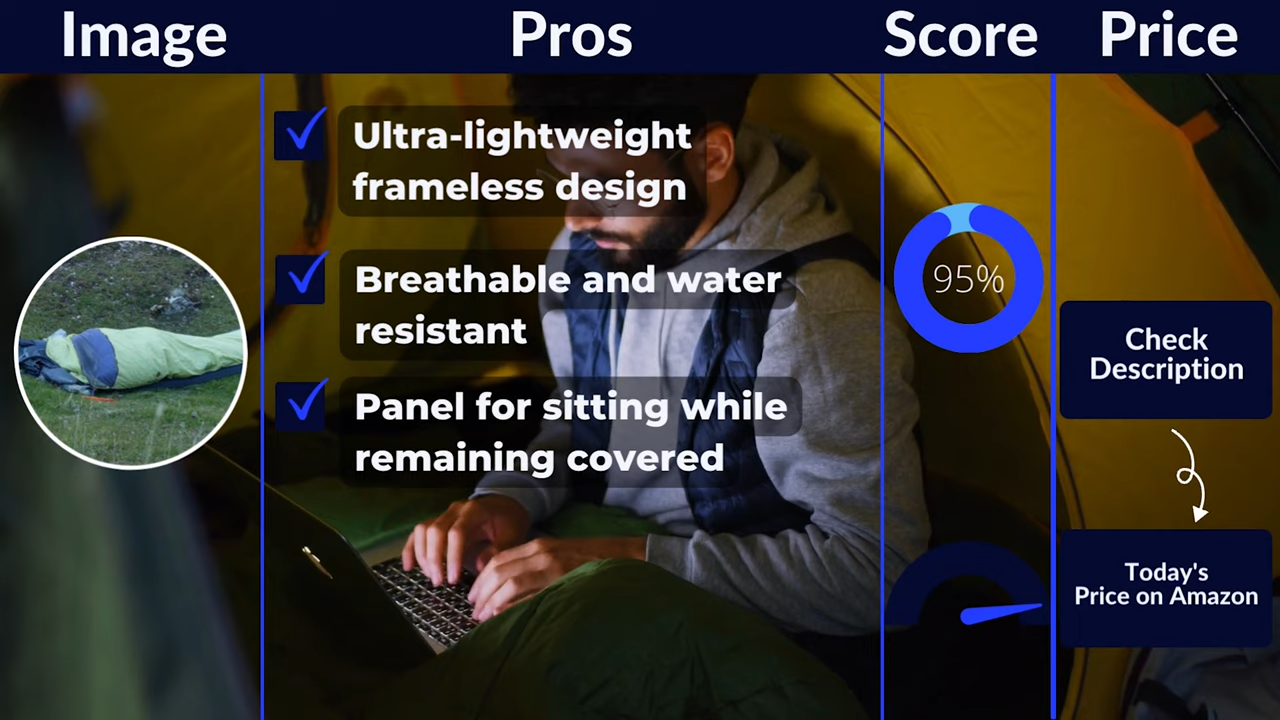 Image
Pros
Score
Price
Ultra-lightweight
frameless design
Breathable and water
resistant
Panel for sitting while
remaining covered
95%
Check
Description
Today's
Price on Amazon